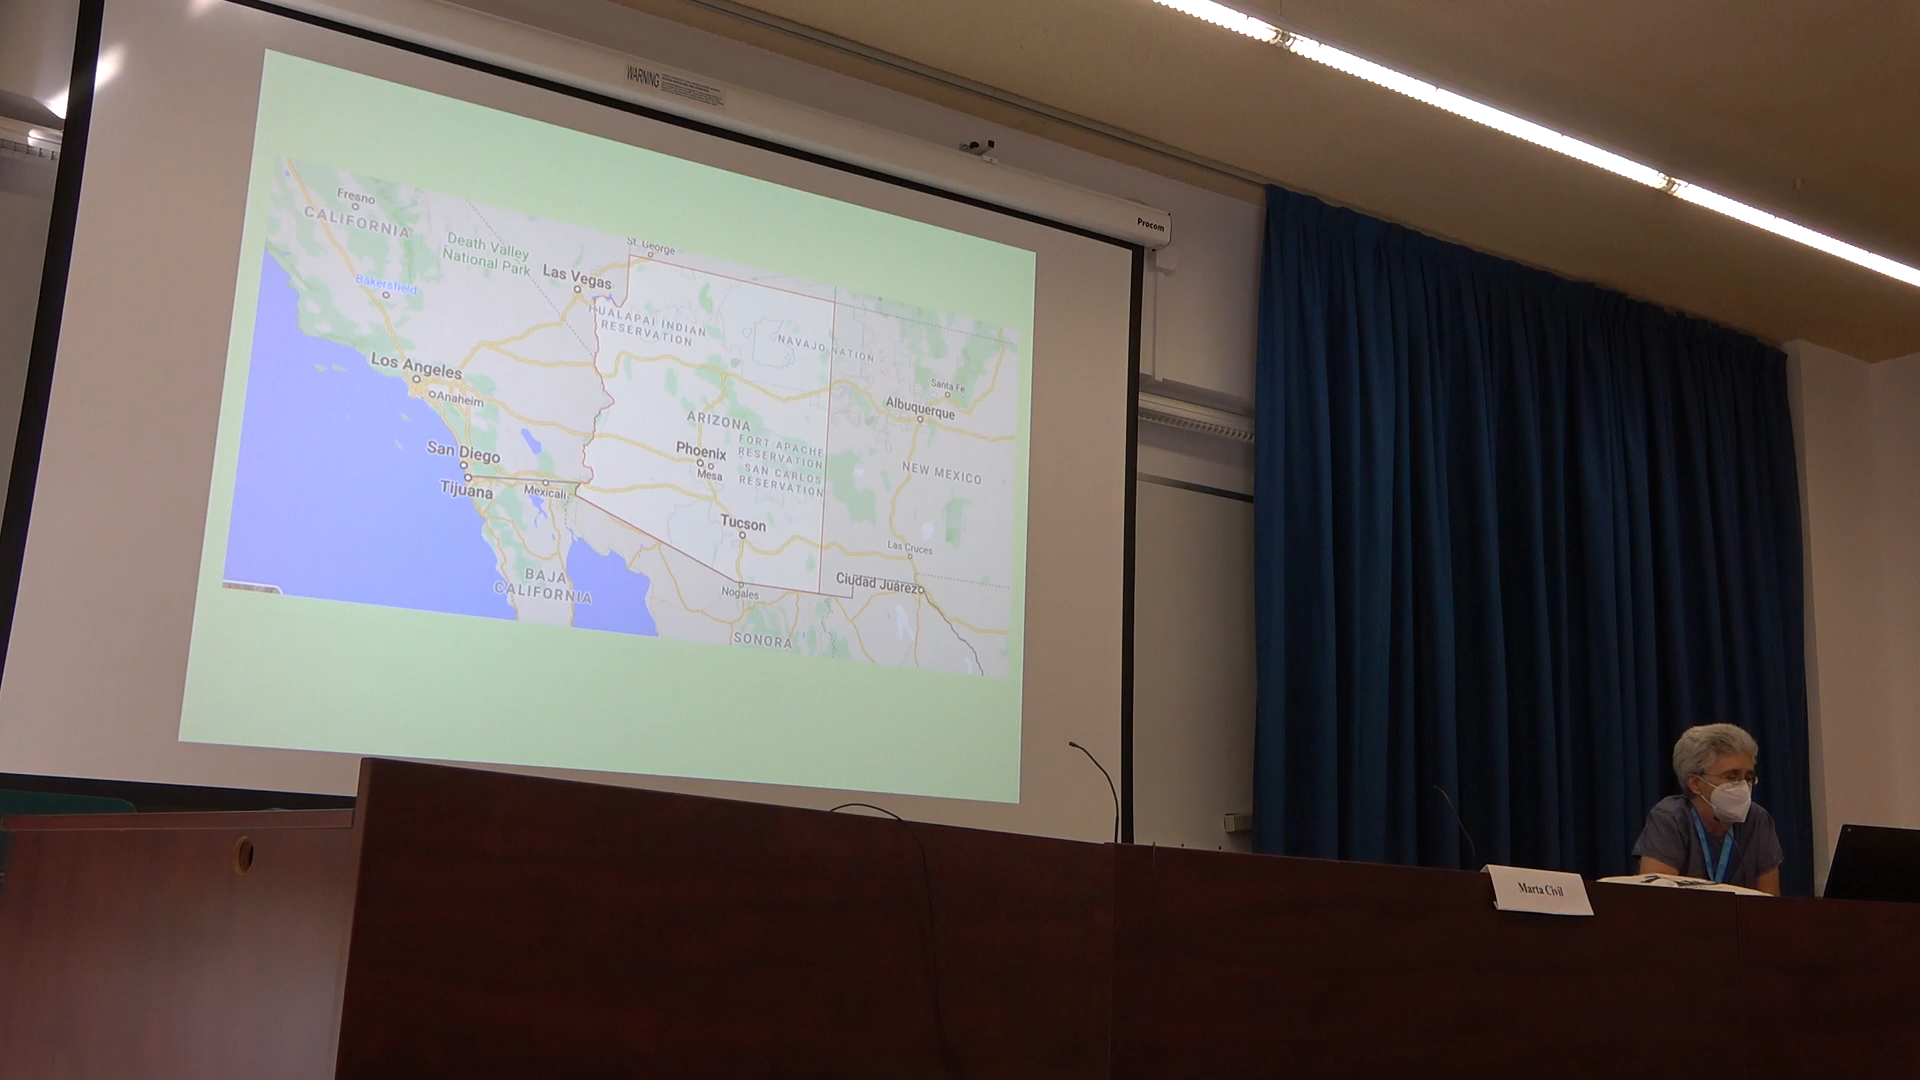 WARNING
Procom
Fresno
CALIFORNIA
Death Valley
National Park
St. George
Las Vegas
Bakersfield
HUALAPAI INDIAN
RESERVATION
NAVAJO NATION
Santa Fe
Los Angeles
Anaheim
Albuquerque
ARIZONA
FORT APACHE
RESERVATION
San Diego
Phoenix
Mesa
SAN CARLOS
RESERVATION
NEW MEXICO
Tijuana
Mexicali
Tucson
Las Cruces
BAJA
CALIFORNIA
Nogales
Ciudad Juárez
SONORA
Marta Civil